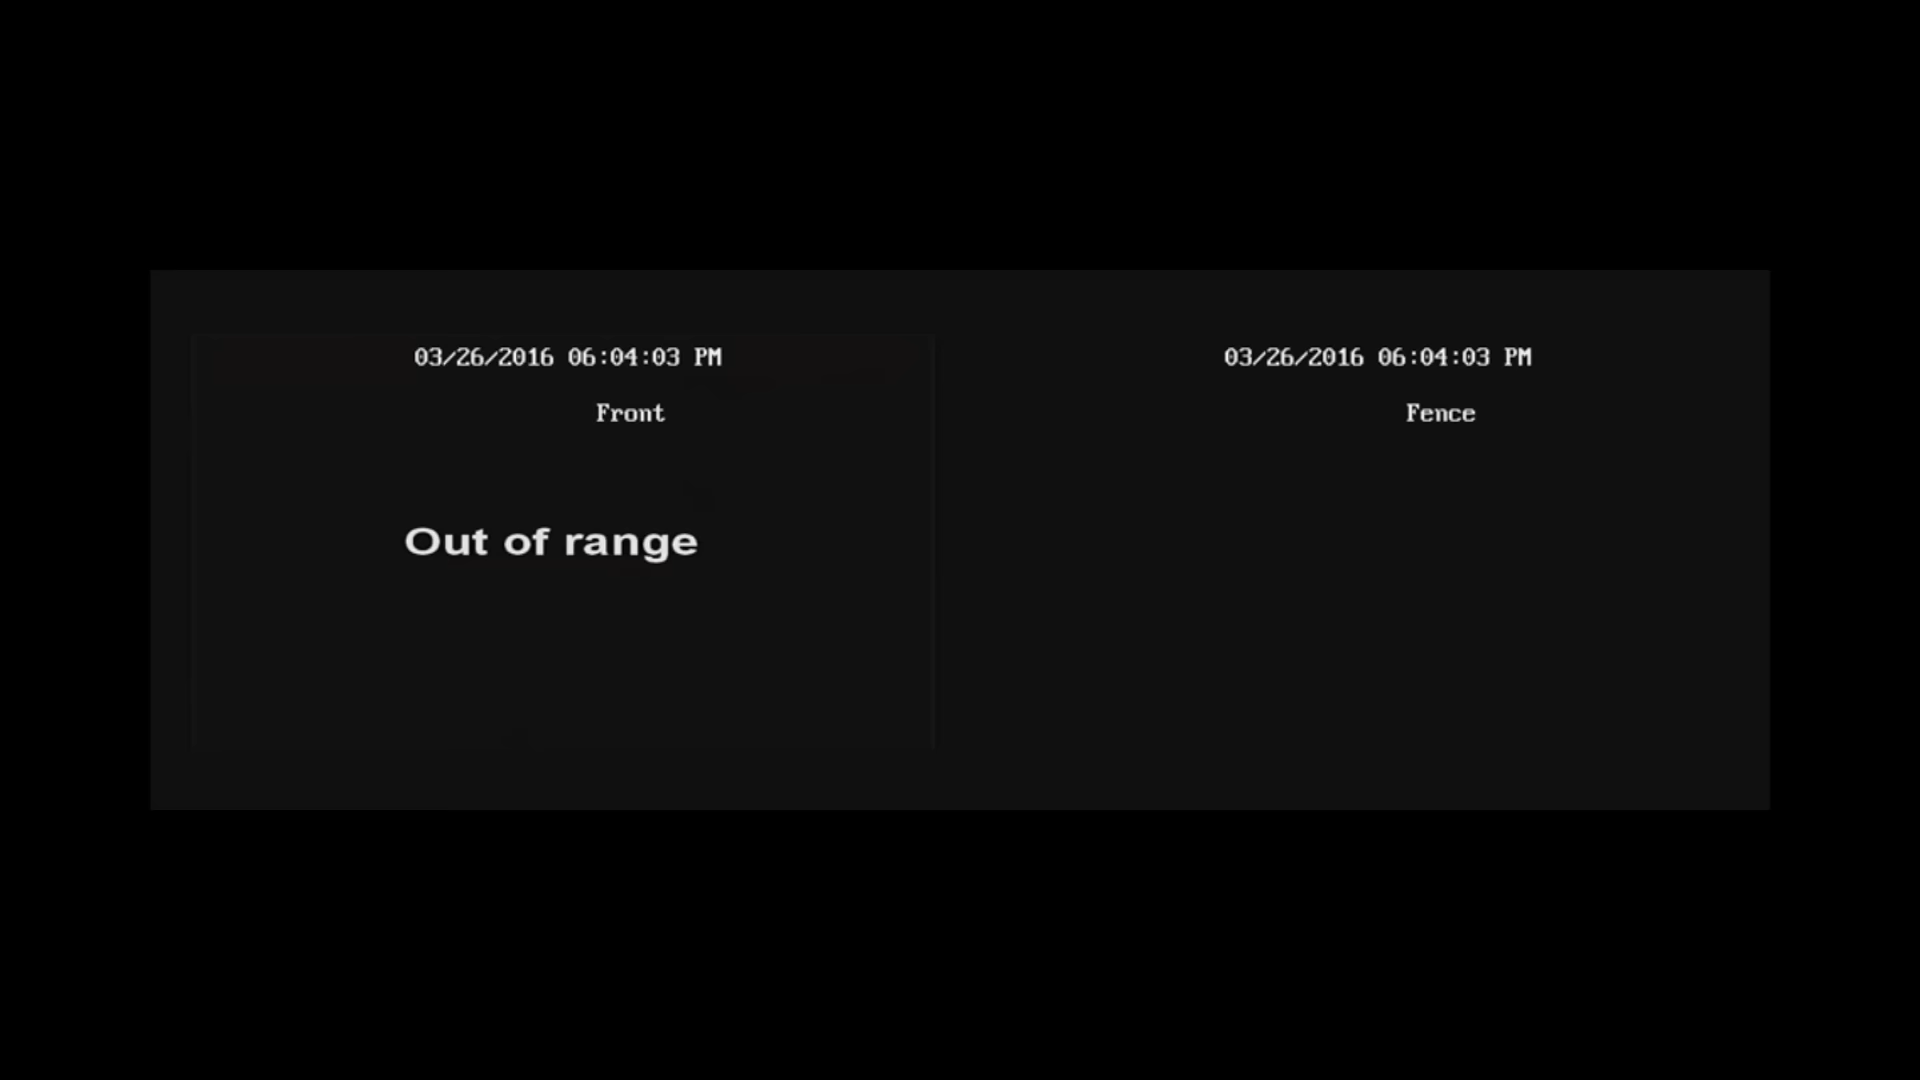 03/26/2016 06:04:03 PM
Front
Out of range
03/26/2016 06:04:03 PM
Fence